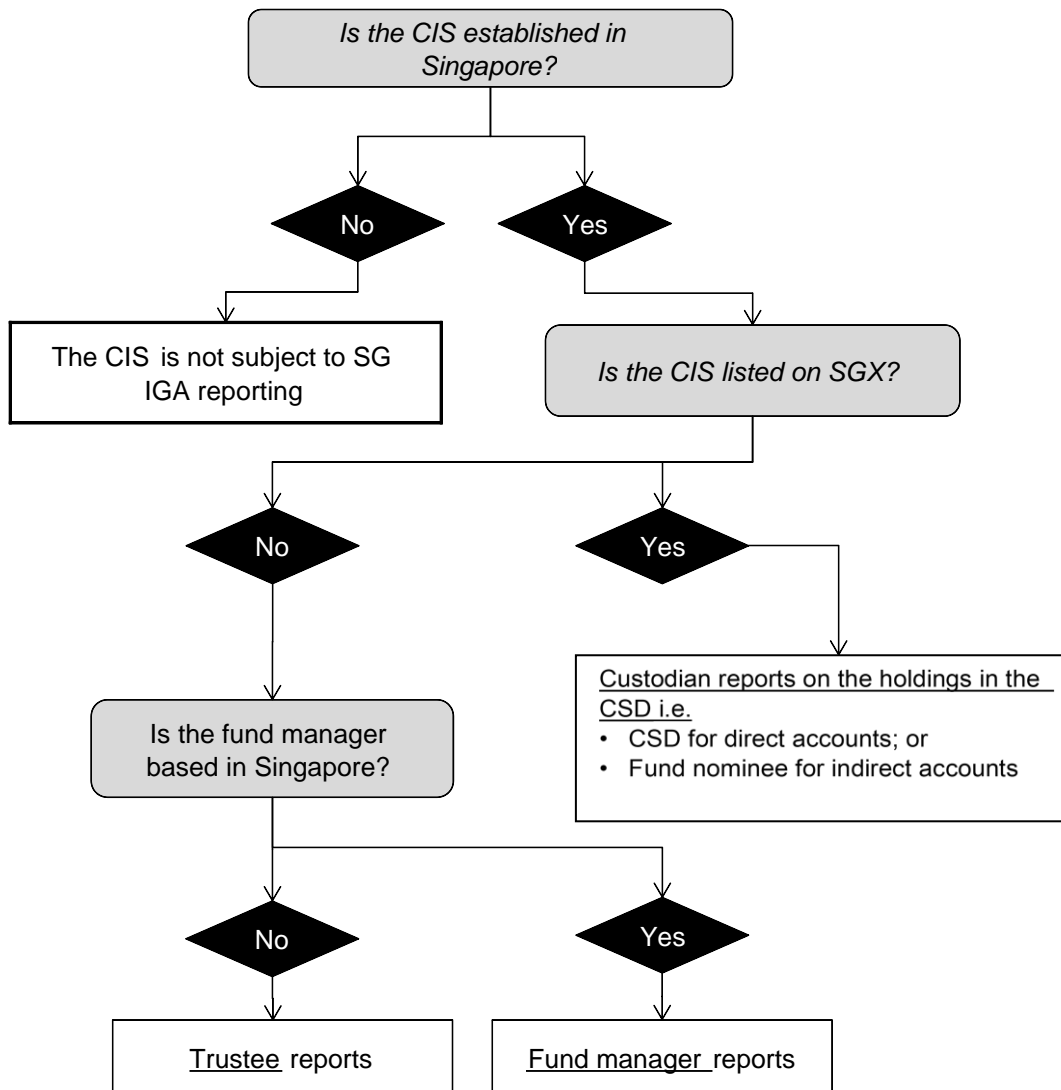 Is the CIS established in
Singapore?
No
Yes
The CIS is not subject to SG
IGA reporting
Is the CIS listed on SGX?
No
Yes
Custodian reports on the holdings in the
CSD i.e.
• CSD for direct accounts; or
• Fund nominee for indirect accounts
Is the fund manager
based in Singapore?
No
Yes
Trustee reports
Fund manager reports